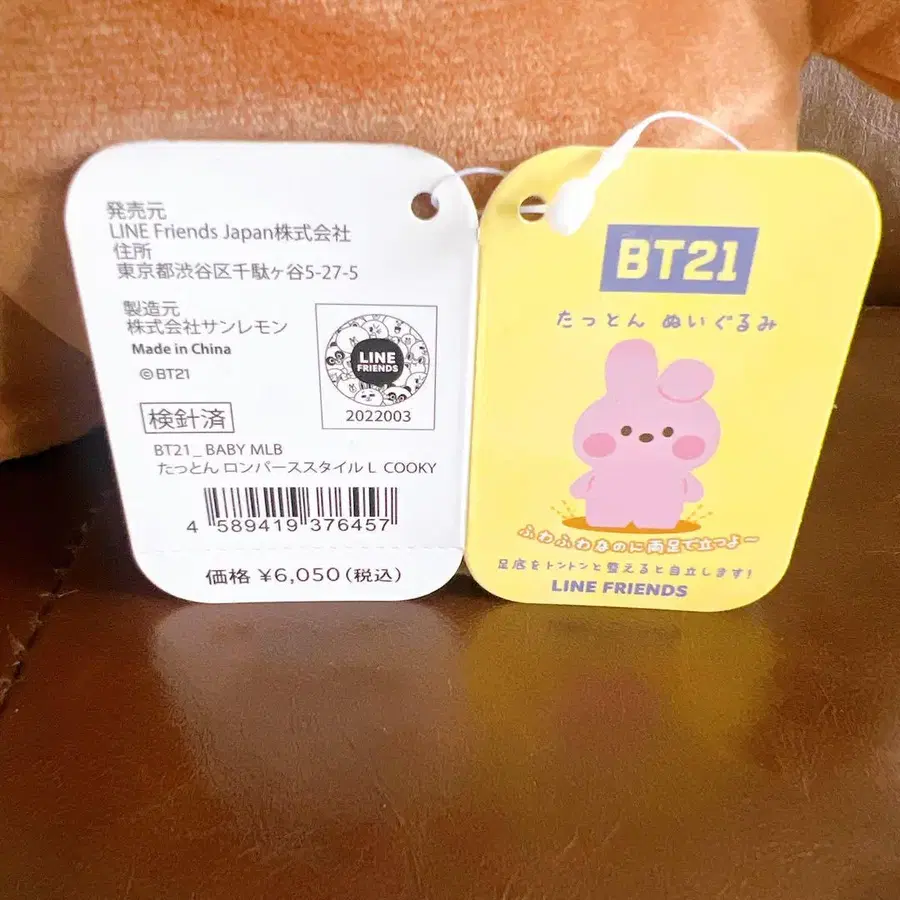 発売元
LINE Friends Japan株式会社
住所
東京都渋谷区千駄ヶ谷5-27-5
製造元
株式会社サンレモン
Made in China
©BT21
LINE
FRIENDS
2022003
検針済
BT21_ BABY MLB
たっとん ロンパーススタイル L COOKY
4 589419 376457
価格 ¥6,050(税込)
BT21
たっとん ぬいぐるみ
ふわふわなのに両足で立つよ〜
足底をトントンと整えると自立します!
LINE FRIENDS